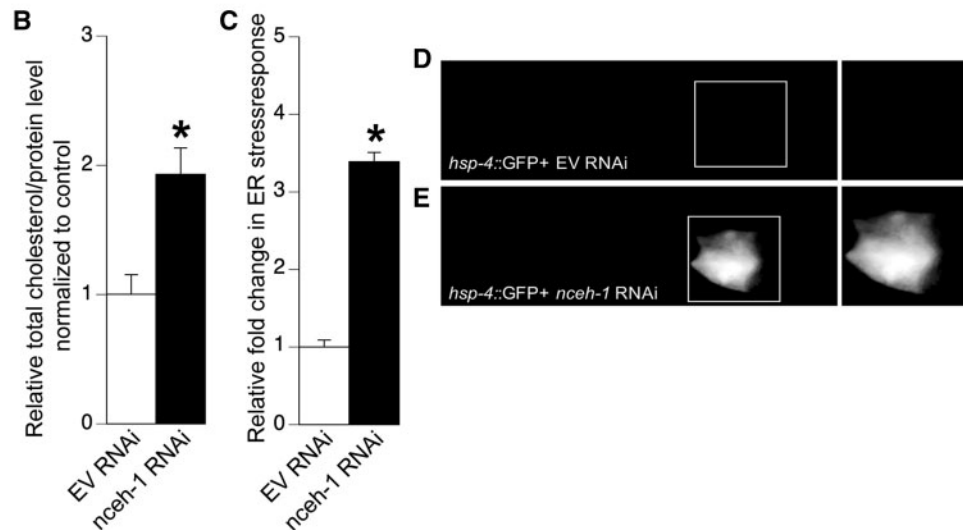 B
Relative total cholesterol/protein level
normalized to control
3
2
1
0
*
EV RNAi
nceh-1 RNAi
C
Relative fold change in ER stressresponse
5
4
3
2
1
0
*
EV RNAi
nceh-1 RNAi
D
hsp-4::GFP+ EV RNAi
E
hsp-4::GFP+ nceh-1 RNAi